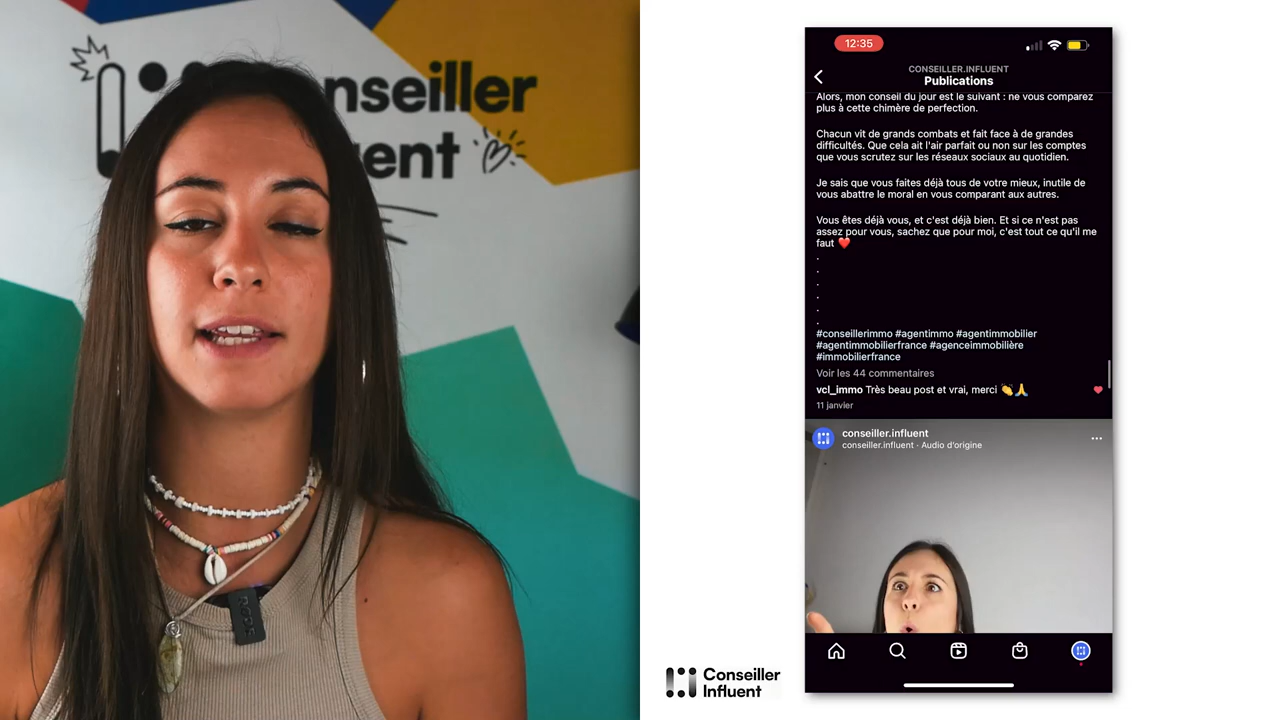 nseiller
uent
12:35
CONSEILLER.INFLUENT
Publications
Alors, mon conseil du jour est le suivant : ne vous comparez
plus à cette chimère de perfection.
Chacun vit de grands combats et fait face à de grandes
difficultés. Que cela ait l'air parfait ou non sur les comptes
que vous scrutez sur les réseaux sociaux au quotidien.
Je sais que vous faites déjà tous de votre mieux, inutile de
vous abattre le moral en vous comparant aux autres.
Vous êtes déjà vous, et c'est déjà bien. Et si ce n'est pas
assez pour vous, sachez que pour moi, c'est tout ce qu'il me
faut ❤️
.
.
.
.
.
.
#conseillerimmo #agentimmo #agentimmobilier
#agentimmobilierfrance #agenceimmobilière
#immobilierfrance
Voir les 44 commentaires
vcl_immo Très beau post et vrai, merci 👏🙏
11 janvier
conseiller.influent
conseiller.influent · Audio d'origine
Conseiller
Influent